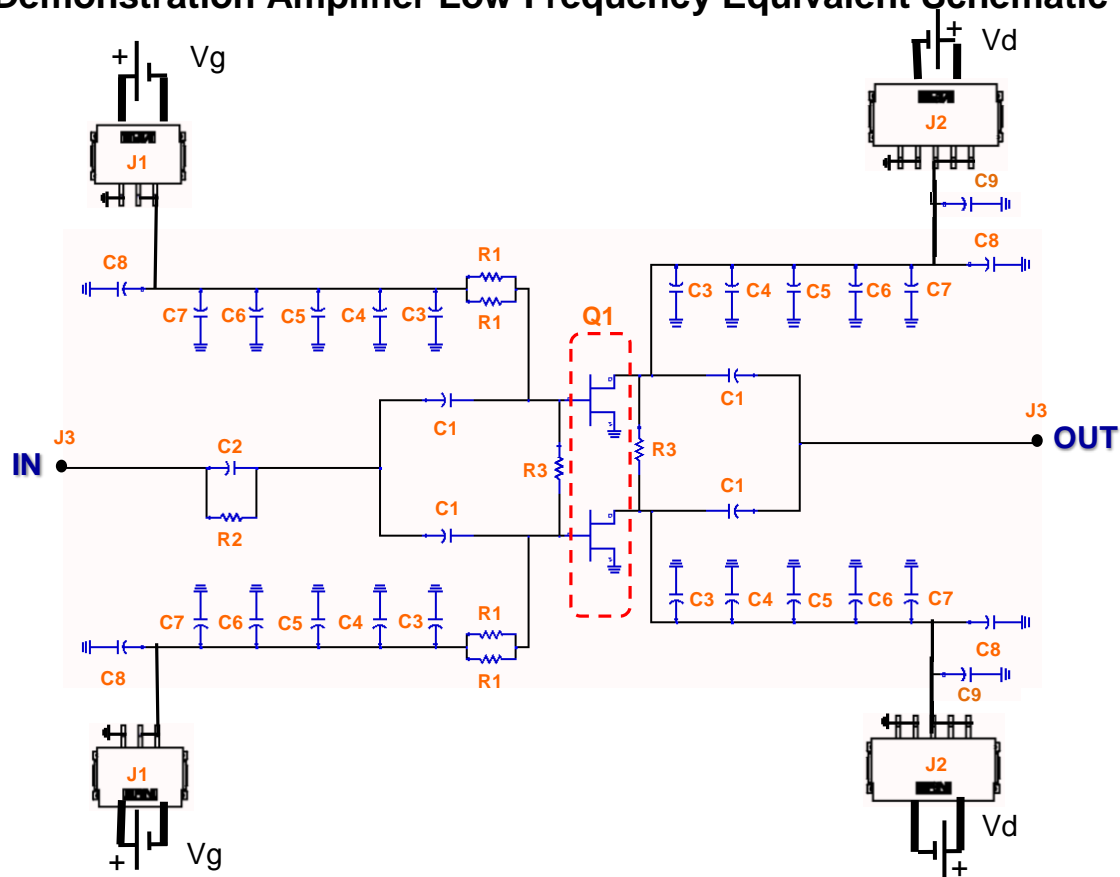 Demonstration Amplifier Low Frequency Equivalent Schematic
+ Vg
+ Vd
J1
J2
C9
C8
R1
C8
C7 C6 C5 C4 C3
R1
C3 C4 C5 C6 C7
Q1
C1
C1
J3
IN
C2
R2
C1
R3
R3
C1
J3
OUT
C7 C6 C5 C4 C3
R1
C3 C4 C5 C6 C7
C8
R1
C8
C9
J1
J2
+ Vg
Vd
+